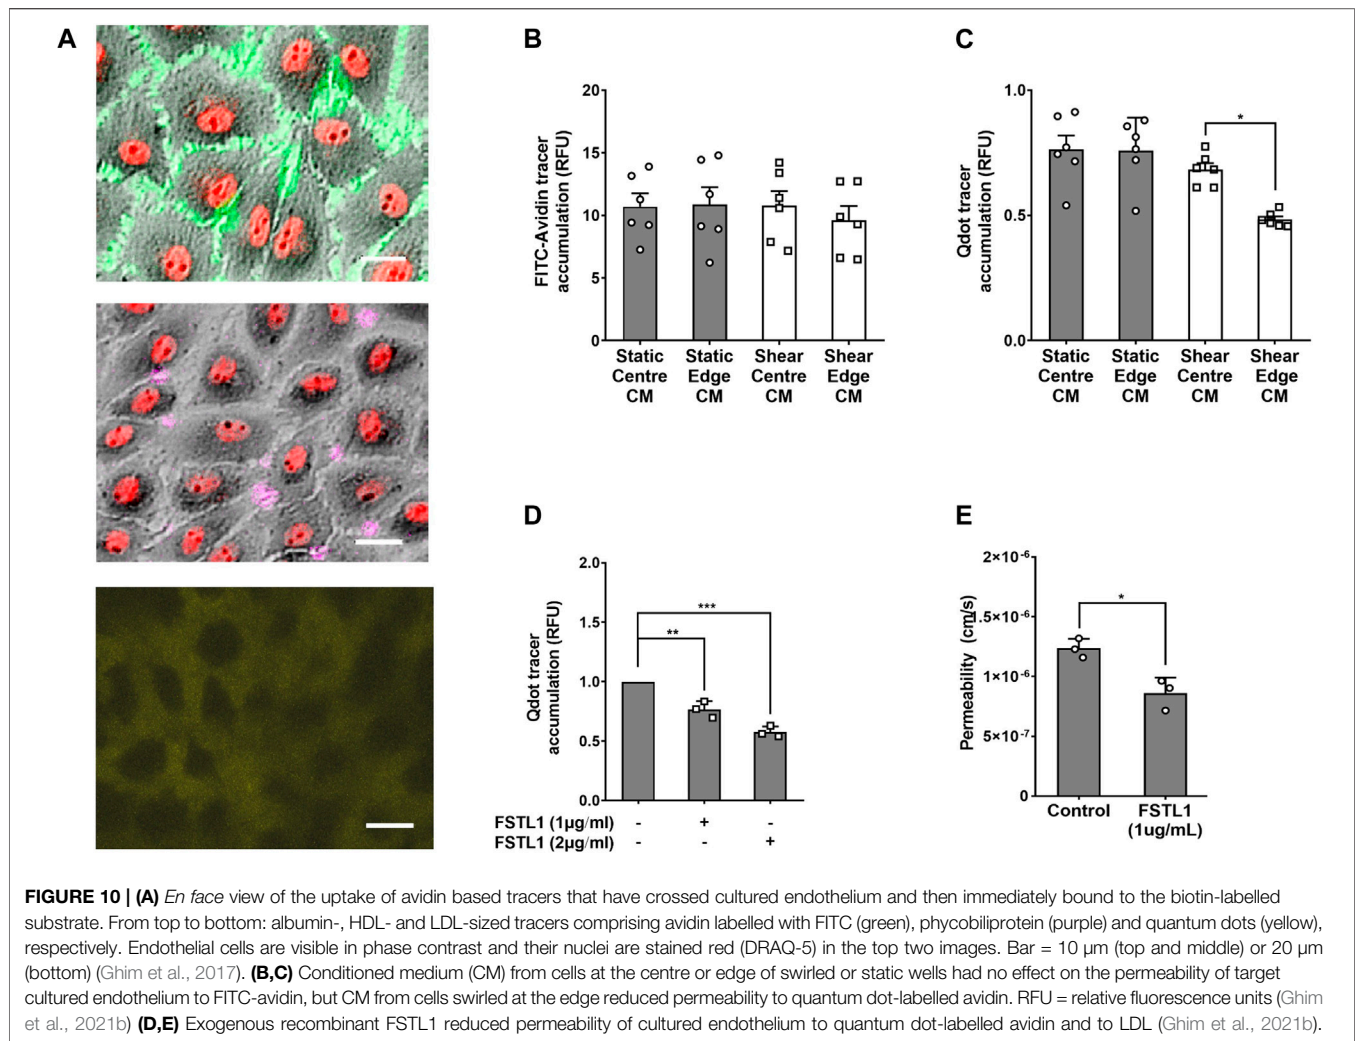 A
B
20
15
10
5
0
FITC-Avidin tracer
accumulation (RFU)
Static
Centre
CM
Static
Edge
CM
Shear
Centre
CM
Shear
Edge
CM
C
1.0
0.5
0.0
Qdot tracer
accumulation (RFU)
*
Static
Centre
CM
Static
Edge
CM
Shear
Centre
CM
Shear
Edge
CM
D
2.0
1.5
1.0
0.5
0.0
Qdot tracer
accumulation (RFU)
***
**
FSTL1 (1µg/ml) - + -
FSTL1 (2µg/ml) - - +
E
2×10⁻⁶
1.5×10⁻⁶
1×10⁻⁶
5×10⁻⁷
0
Permeability (cm/s)
*
Control
FSTL1
(1ug/mL)
FIGURE 10 | (A) En face view of the uptake of avidin based tracers that have crossed cultured endothelium and then immediately bound to the biotin-labelled
substrate. From top to bottom: albumin-, HDL- and LDL-sized tracers comprising avidin labelled with FITC (green), phycobiliprotein (purple) and quantum dots (yellow),
respectively. Endothelial cells are visible in phase contrast and their nuclei are stained red (DRAQ-5) in the top two images. Bar = 10 µm (top and middle) or 20 µm
(bottom) (Ghim et al., 2017). (B,C) Conditioned medium (CM) from cells at the centre or edge of swirled or static wells had no effect on the permeability of target
cultured endothelium to FITC-avidin, but CM from cells swirled at the edge reduced permeability to quantum dot-labelled avidin. RFU = relative fluorescence units (Ghim
et al., 2021b) (D,E) Exogenous recombinant FSTL1 reduced permeability of cultured endothelium to quantum dot-labelled avidin and to LDL (Ghim et al., 2021b).